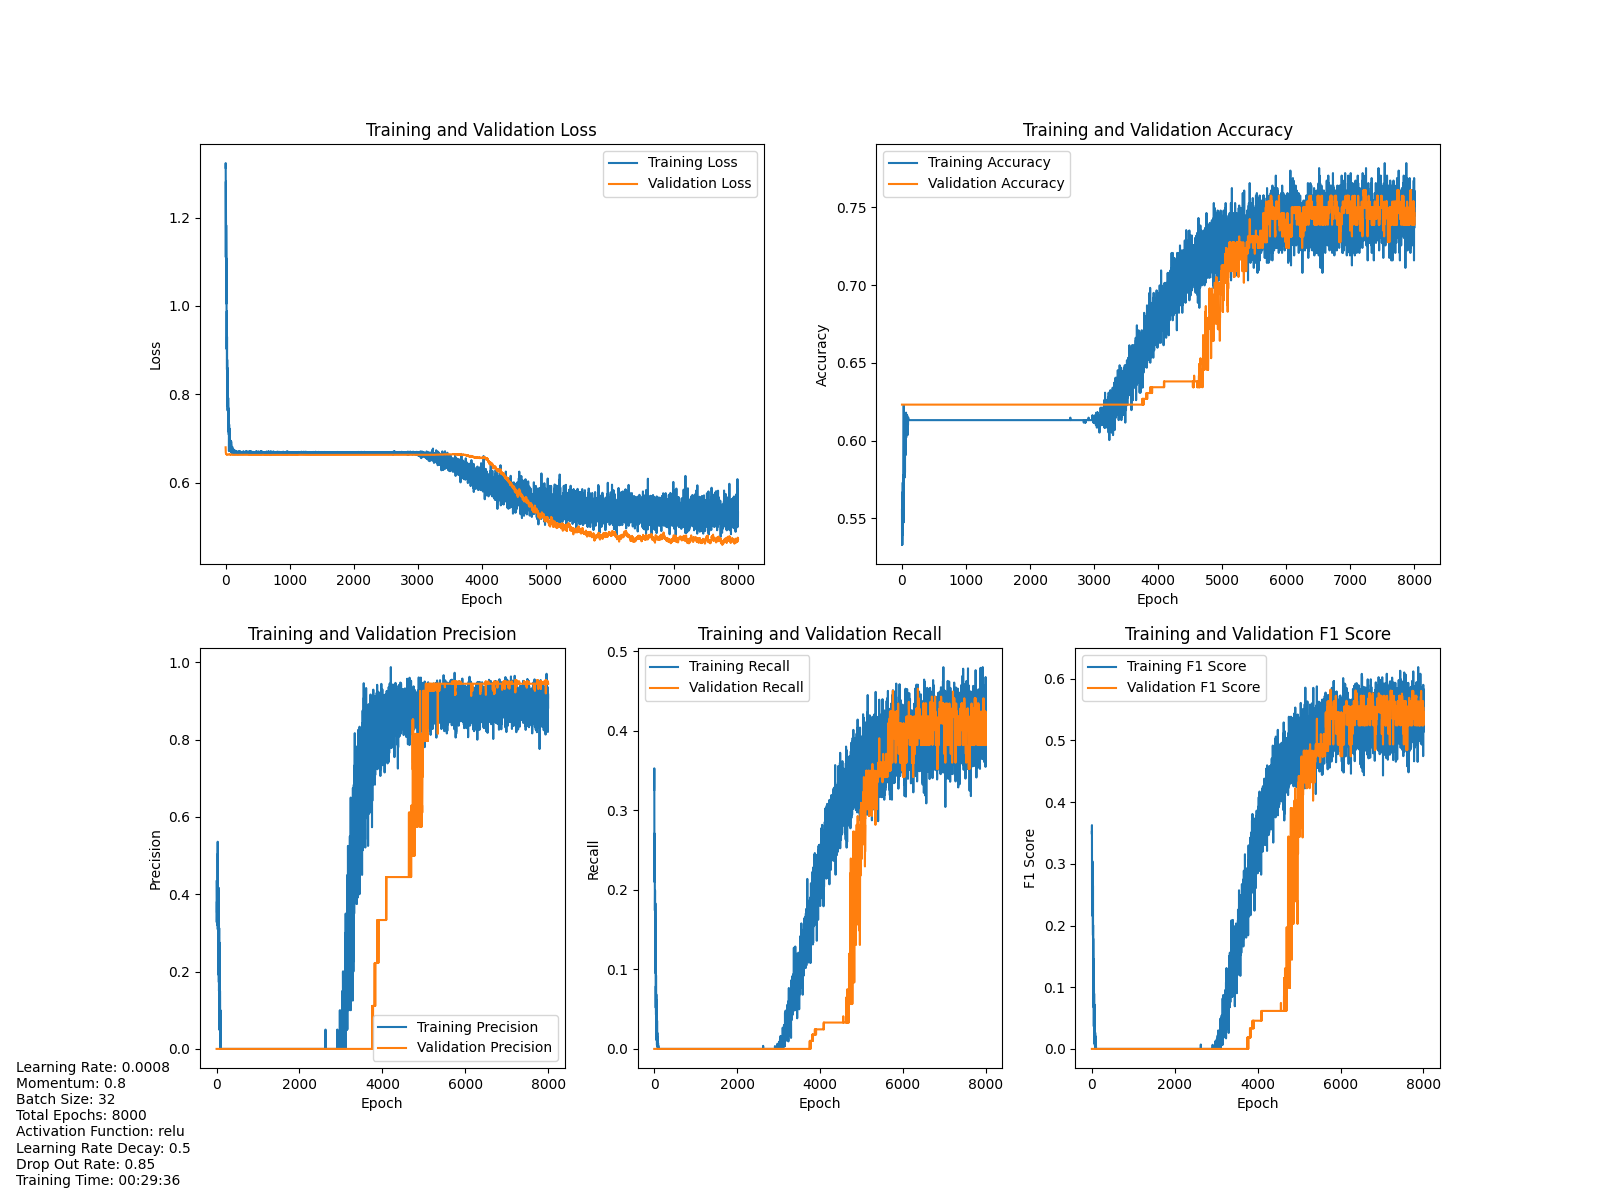 Training and Validation Loss
Training Loss
Validation Loss
Loss
1.2
1.0
0.8
0.6
0 1000 2000 3000 4000 5000 6000 7000 8000
Epoch
Training and Validation Accuracy
Training Accuracy
Validation Accuracy
Accuracy
0.75
0.70
0.65
0.60
0.55
0 1000 2000 3000 4000 5000 6000 7000 8000
Epoch
Training and Validation Precision
Precision
1.0
0.8
0.6
0.4
0.2
0.0
Training Precision
Validation Precision
0 2000 4000 6000 8000
Epoch
Training and Validation Recall
Training Recall
Validation Recall
Recall
0.5
0.4
0.3
0.2
0.1
0.0
0 2000 4000 6000 8000
Epoch
Training and Validation F1 Score
Training F1 Score
Validation F1 Score
F1 Score
0.6
0.5
0.4
0.3
0.2
0.1
0.0
0 2000 4000 6000 8000
Epoch
Learning Rate: 0.0008
Momentum: 0.8
Batch Size: 32
Total Epochs: 8000
Activation Function: relu
Learning Rate Decay: 0.5
Drop Out Rate: 0.85
Training Time: 00:29:36